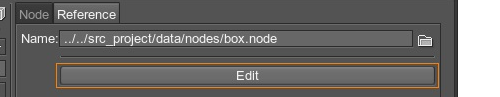 Node Reference
Name: ../../src_project/data/nodes/box.node
Edit